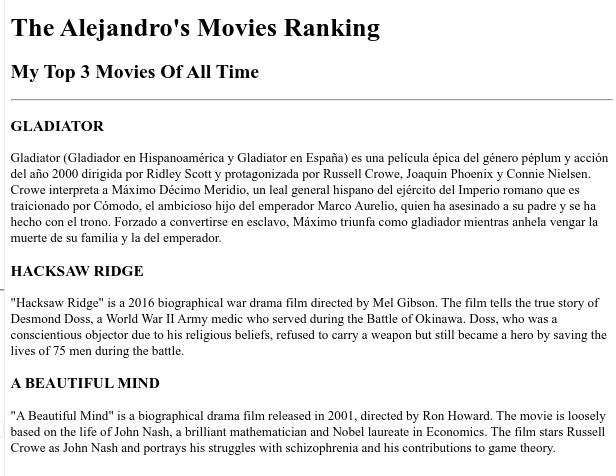 The Alejandro's Movies Ranking
My Top 3 Movies Of All Time
GLADIATOR
Gladiator (Gladiador en Hispanoamérica y Gladiator en España) es una película épica del género péplum y acción
del año 2000 dirigida por Ridley Scott y protagonizada por Russell Crowe, Joaquin Phoenix y Connie Nielsen.
Crowe interpreta a Máximo Décimo Meridio, un leal general hispano del ejército del Imperio romano que es
traicionado por Cómodo, el ambicioso hijo del emperador Marco Aurelio, quien ha asesinado a su padre y se ha
hecho con el trono. Forzado a convertirse en esclavo, Máximo triunfa como gladiador mientras anhela vengar la
muerte de su familia y la del emperador.
HACKSAW RIDGE
"Hacksaw Ridge" is a 2016 biographical war drama film directed by Mel Gibson. The film tells the true story of
Desmond Doss, a World War II Army medic who served during the Battle of Okinawa. Doss, who was a
conscientious objector due to his religious beliefs, refused to carry a weapon but still became a hero by saving the
lives of 75 men during the battle.
A BEAUTIFUL MIND
"A Beautiful Mind" is a biographical drama film released in 2001, directed by Ron Howard. The movie is loosely
based on the life of John Nash, a brilliant mathematician and Nobel laureate in Economics. The film stars Russell
Crowe as John Nash and portrays his struggles with schizophrenia and his contributions to game theory.